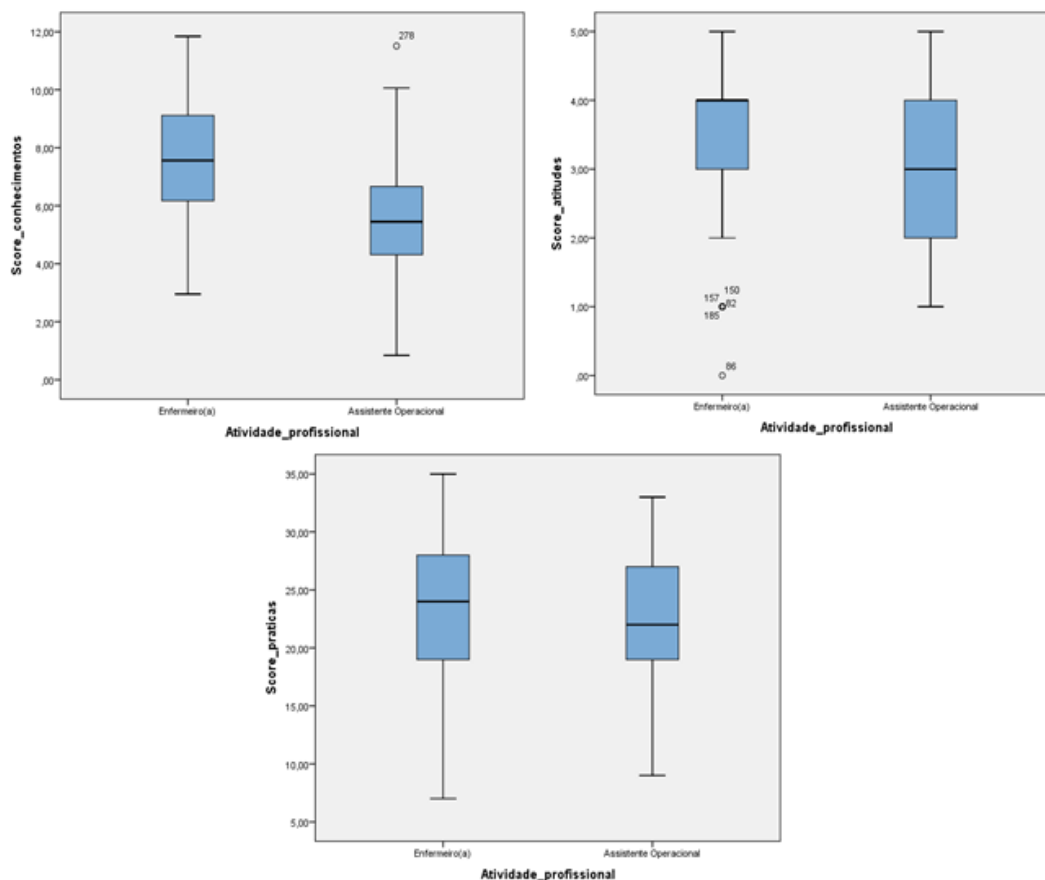 Score_conhecimentos
12,00
10,00
8,00
6,00
4,00
2,00
,00
278
Enfermeiro(a)
Assistente Operacional
Atividade_profissional
Score_atitudes
5,00
4,00
3,00
2,00
1,00
,00
157
150
82
185
86
Enfermeiro(a)
Assistente Operacional
Atividade_profissional
Score_praticas
35,00
30,00
25,00
20,00
15,00
10,00
5,00
Enfermeiro(a)
Assistente Operacional
Atividade_profissional